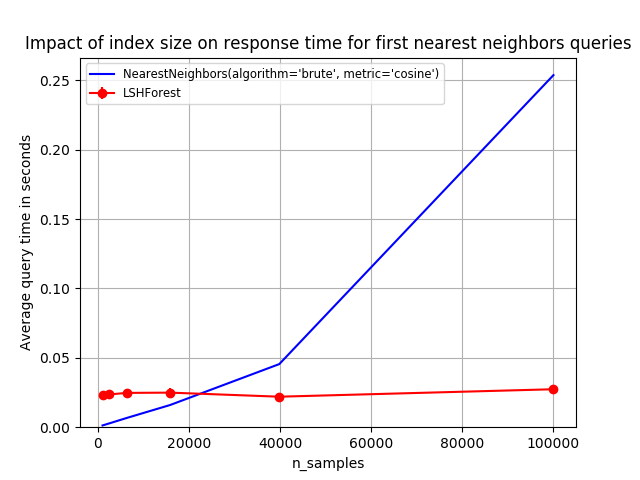 Impact of index size on response time for first nearest neighbors queries
NearestNeighbors(algorithm='brute', metric='cosine')
LSHForest
Average query time in seconds
0.25
0.20
0.15
0.10
0.05
0.00
0 20000 40000 60000 80000 100000
n_samples